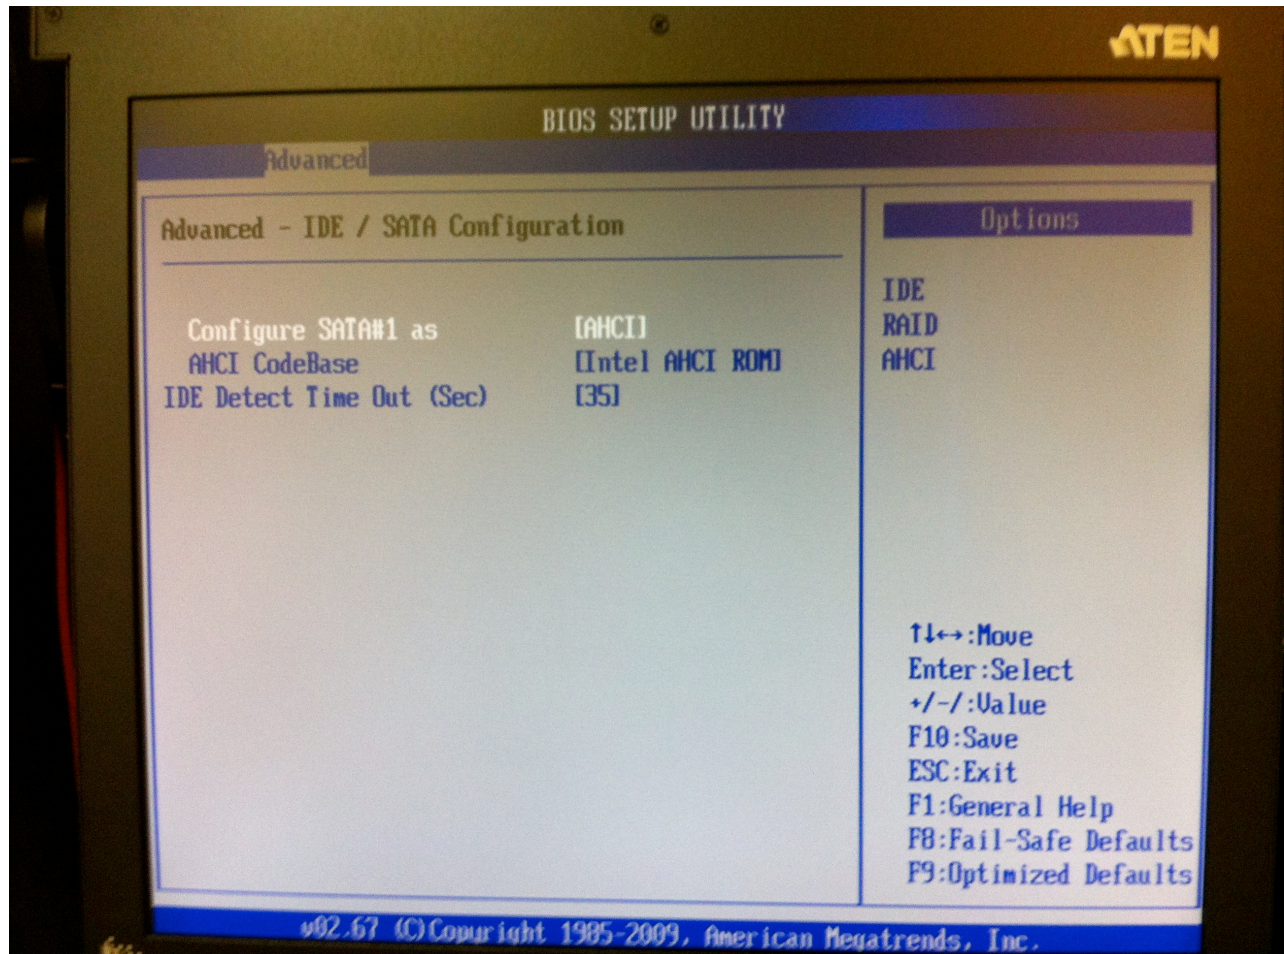 ATEN
BIOS SETUP UTILITY
Advanced
Advanced - IDE / SATA Configuration
Configure SATA#1 as [AHCI]
AHCI CodeBase [Intel AHCI ROM]
IDE Detect Time Out (Sec) [35]
Options
IDE
RAID
AHCI
↑↓←→:Move
Enter:Select
+/-/:Value
F10:Save
ESC:Exit
F1:General Help
F8:Fail-Safe Defaults
F9:Optimized Defaults
v02.67 (C)Copyright 1985-2009, American Megatrends, Inc.